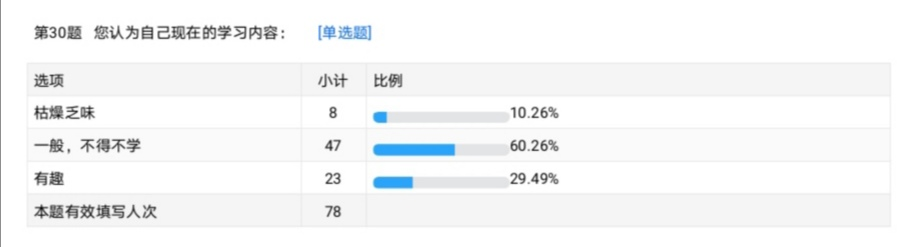 第30题 您认为自己现在的学习内容： [单选题]
选项 小计 比例
枯燥乏味 8 10.26%
一般，不得不学 47 60.26%
有趣 23 29.49%
本题有效填写人次 78